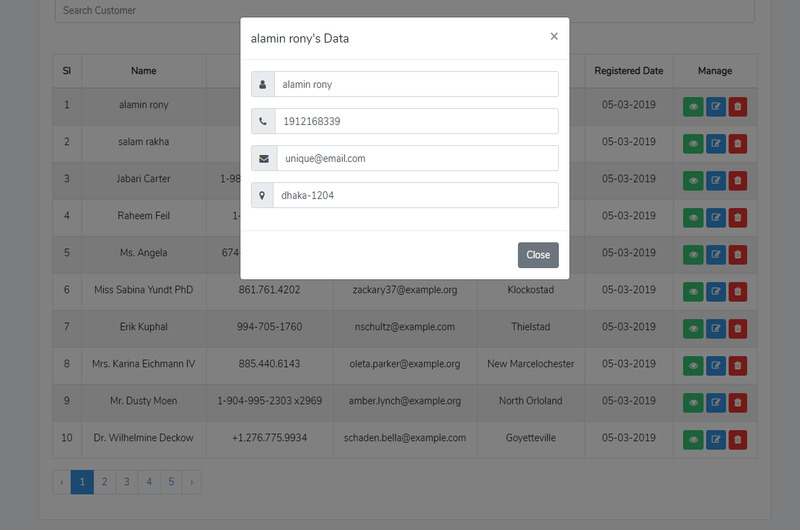 Search Customer
alamin rony's Data ×
alamin rony
1912168339
unique@email.com
dhaka-1204
Close
Sl Name Registered Date Manage
1 alamin rony 05-03-2019
2 salam rakha 05-03-2019
3 Jabari Carter 1-98 05-03-2019
4 Raheem Feil 1- 05-03-2019
5 Ms. Angela 674- 05-03-2019
6 Miss Sabina Yundt PhD 861.761.4202 zackary37@example.org Klockostad 05-03-2019
7 Erik Kuphal 994-705-1760 nschultz@example.com Thielstad 05-03-2019
8 Mrs. Karina Eichmann IV 885.440.6143 oleta.parker@example.org New Marcelochester 05-03-2019
9 Mr. Dusty Moen 1-904-995-2303 x2969 amber.lynch@example.org North Orloland 05-03-2019
10 Dr. Wilhelmine Deckow +1.276.775.9934 schaden.bella@example.com Goyetteville 05-03-2019
‹ 1 2 3 4 5 ›